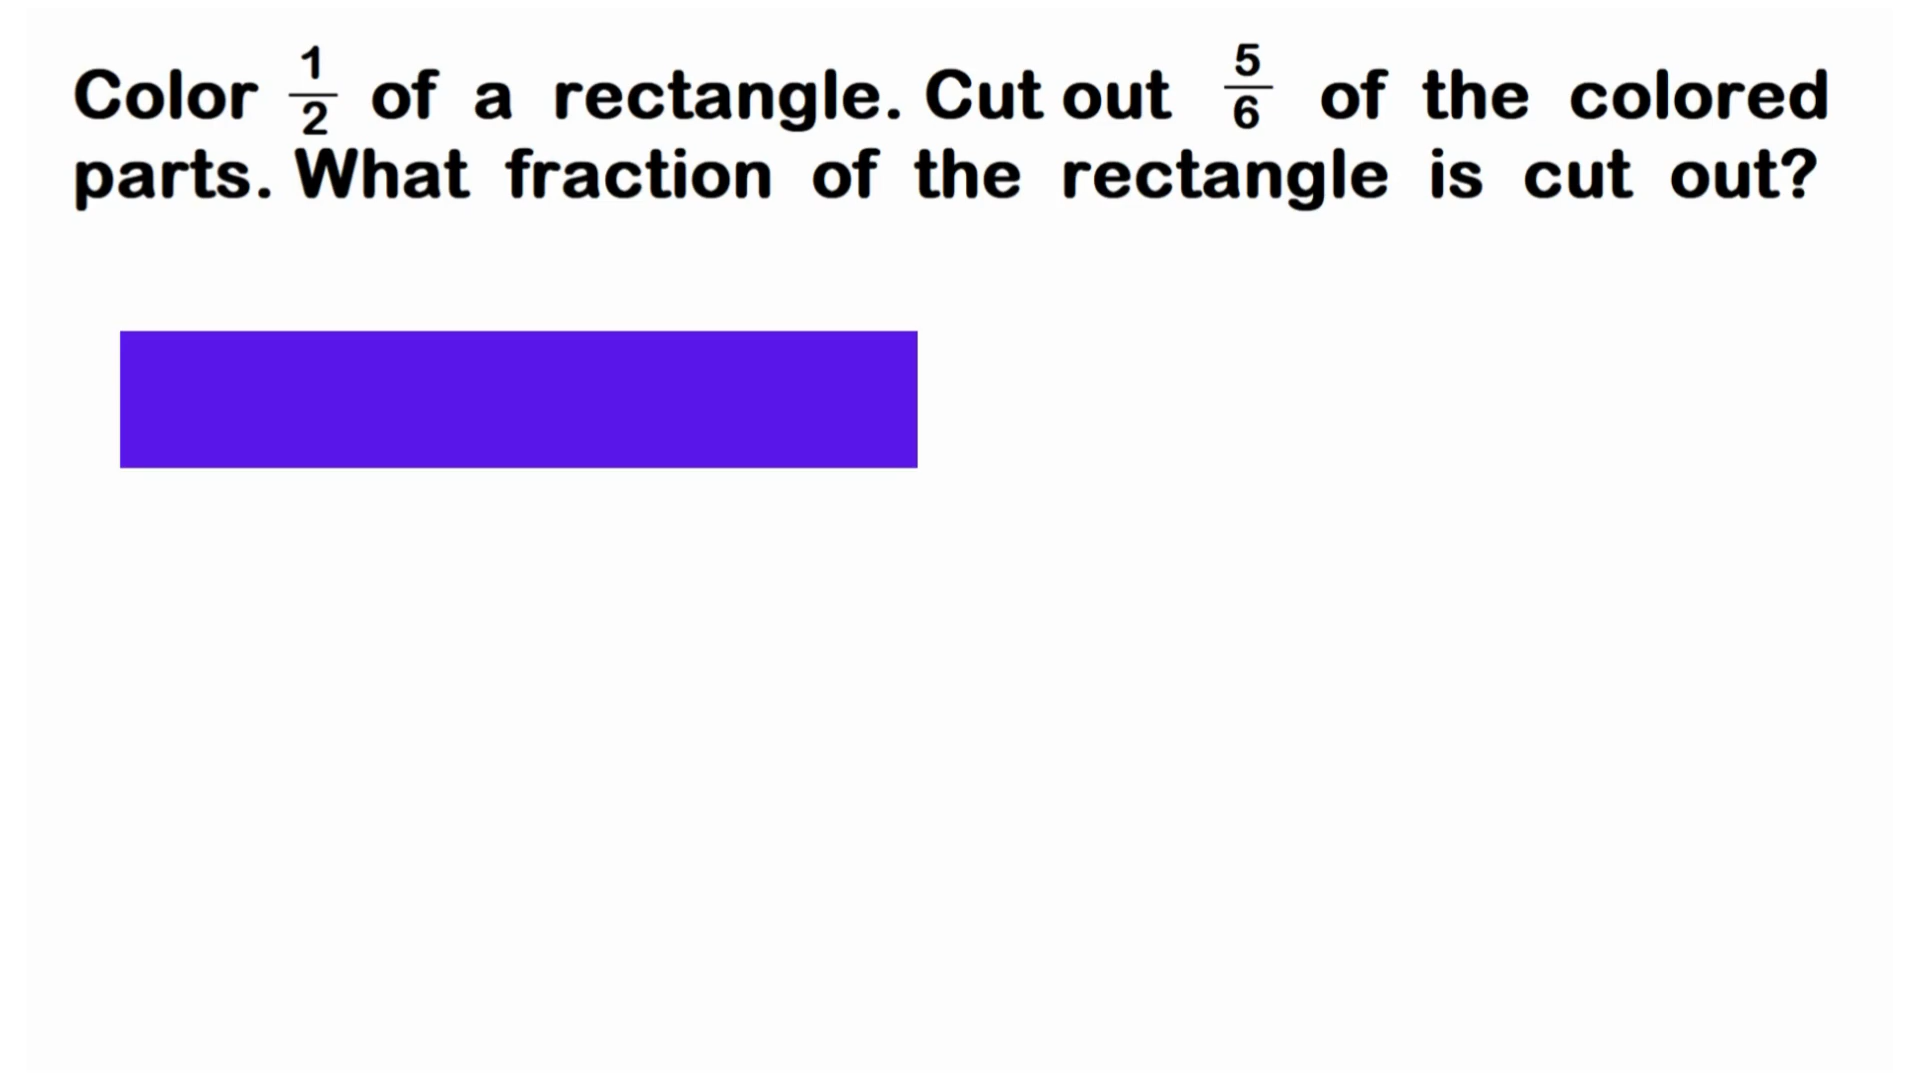 Color 1/2 of a rectangle. Cut out 5/6 of the colored
parts. What fraction of the rectangle is cut out?